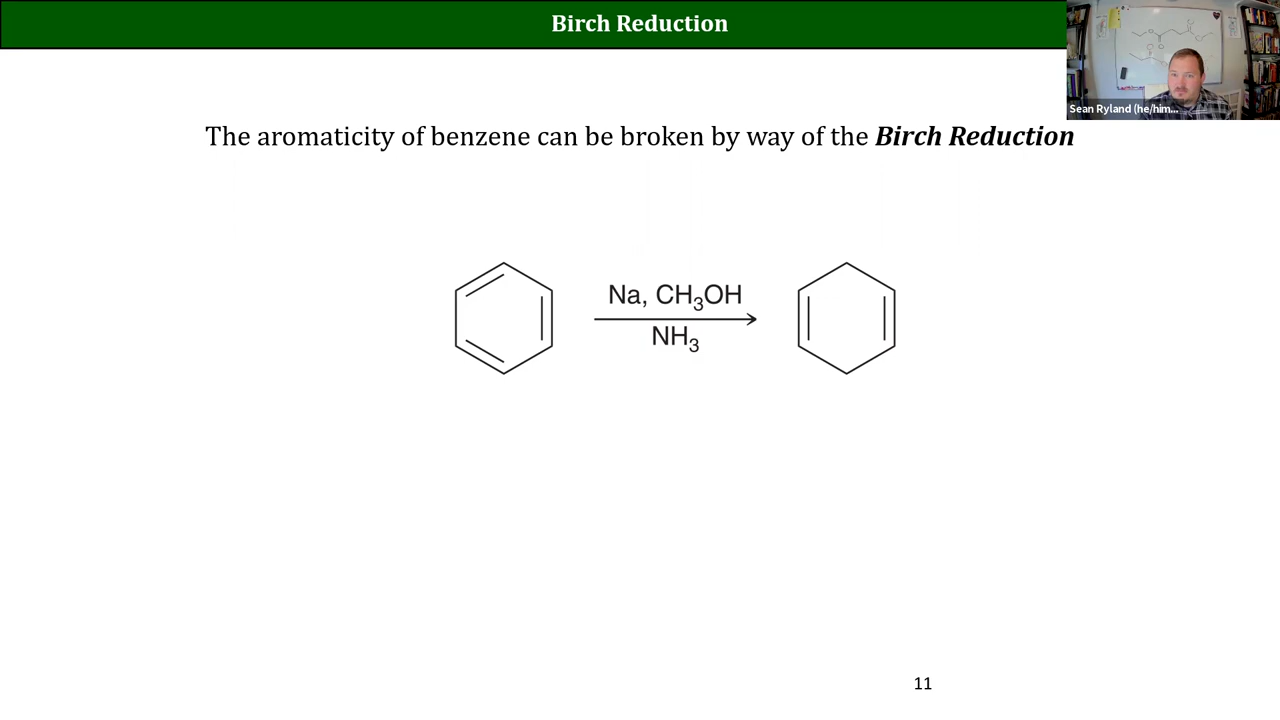 Birch Reduction
Sean Ryland (he/him...
The aromaticity of benzene can be broken by way of the Birch Reduction
Na, CH₃OH
NH₃
11